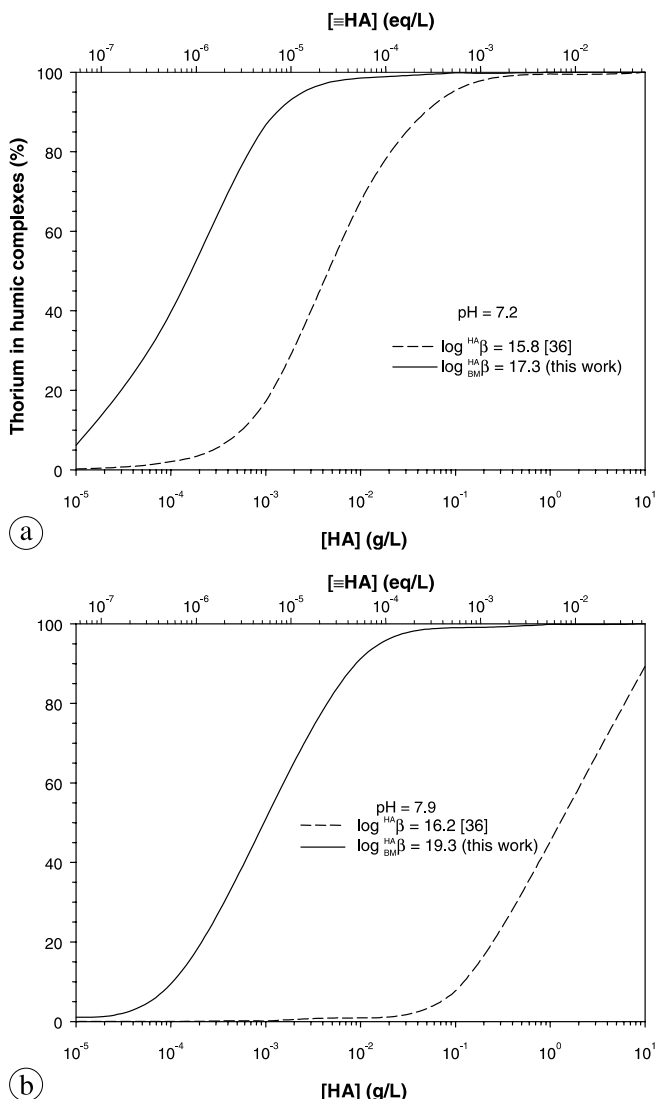 [≡HA] (eq/L)
10⁻⁷ 10⁻⁶ 10⁻⁵ 10⁻⁴ 10⁻³ 10⁻²
Thorium in humic complexes (%)
100
80
60
40
20
0
pH = 7.2
log ᴴᴬβ = 15.8 [36]
log ᴴᴬ_BM β = 17.3 (this work)
10⁻⁵ 10⁻⁴ 10⁻³ 10⁻² 10⁻¹ 10⁰ 10¹
[HA] (g/L)
a
[≡HA] (eq/L)
10⁻⁷ 10⁻⁶ 10⁻⁵ 10⁻⁴ 10⁻³ 10⁻²
100
80
60
40
20
0
pH = 7.9
log ᴴᴬβ = 16.2 [36]
log ᴴᴬ_BM β = 19.3 (this work)
10⁻⁵ 10⁻⁴ 10⁻³ 10⁻² 10⁻¹ 10⁰ 10¹
[HA] (g/L)
b